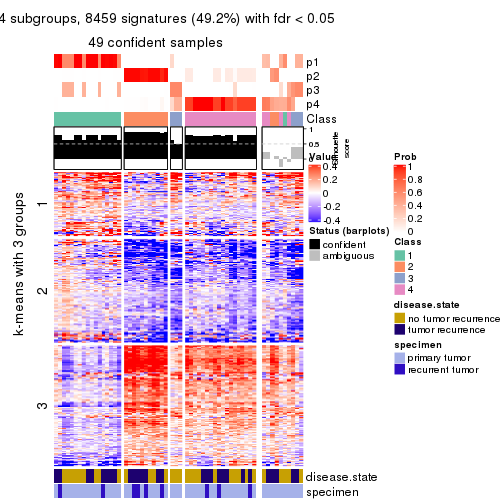 4 subgroups, 8459 signatures (49.2%) with fdr < 0.05
49 confident samples
p1
p2
p3
p4
Class
1
0.5
0
silhouette
score
k-means with 3 groups
1
2
3
Value
0.4
0.2
0
-0.2
-0.4
Status (barplots)
confident
ambiguous
Prob
1
0.8
0.6
0.4
0.2
0
Class
1
2
3
4
disease.state
no tumor recurrence
tumor recurrence
specimen
primary tumor
recurrent tumor
disease.state
specimen